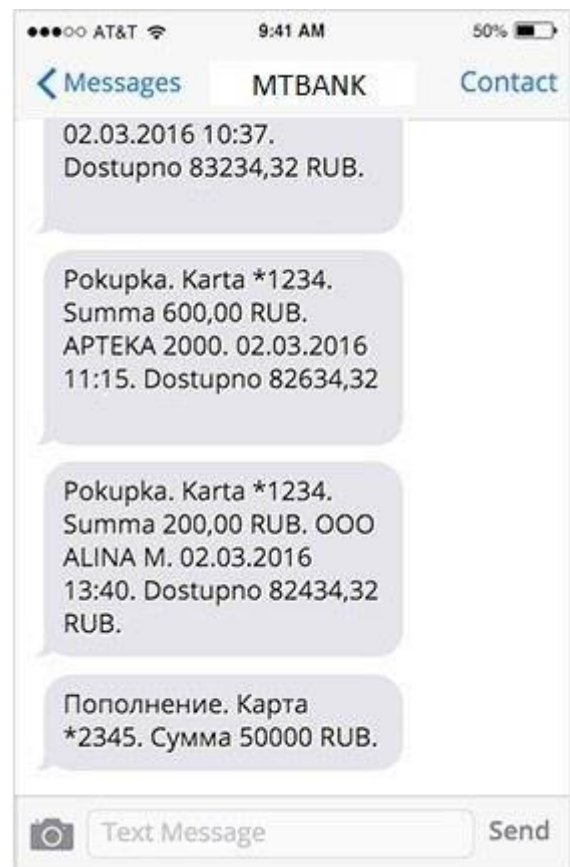 AT&T 9:41 AM 50%
Messages MTBANK Contact
02.03.2016 10:37.
Dostupno 83234,32 RUB.
Pokupka. Karta *1234.
Summa 600,00 RUB.
APTEKA 2000. 02.03.2016
11:15. Dostupno 82634,32
Pokupka. Karta *1234.
Summa 200,00 RUB. OOO
ALINA M. 02.03.2016
13:40. Dostupno 82434,32
RUB.
Пополнение. Карта
*2345. Сумма 50000 RUB.
Text Message Send